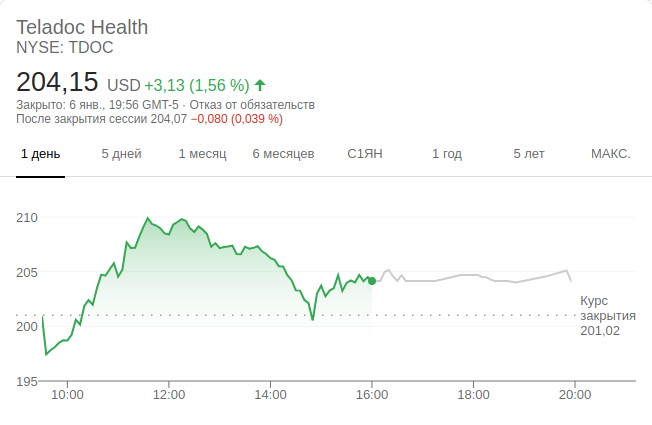 Teladoc Health
NYSE: TDOC
204,15 USD +3,13 (1,56 %)
Закрыто: 6 янв., 19:56 GMT-5 · Отказ от обязательств
После закрытия сессии 204,07 −0,080 (0,039 %)
1 день 5 дней 1 месяц 6 месяцев С1ЯН 1 год 5 лет МАКС.
210
205
Курс
закрытия
201,02
200
195
10:00 12:00 14:00 16:00 18:00 20:00